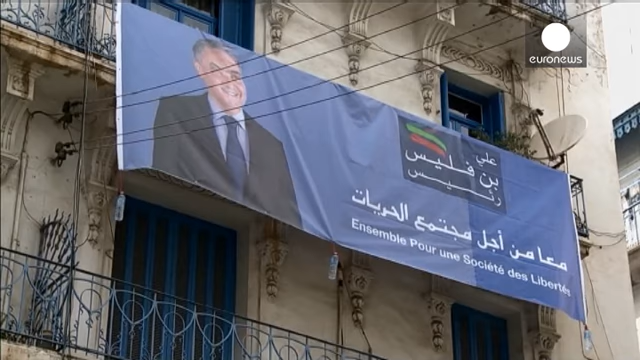 euronews
علي
بن فليس
رئيس
معا من أجل مجتمع الحريات
Ensemble Pour une Société des Libertés